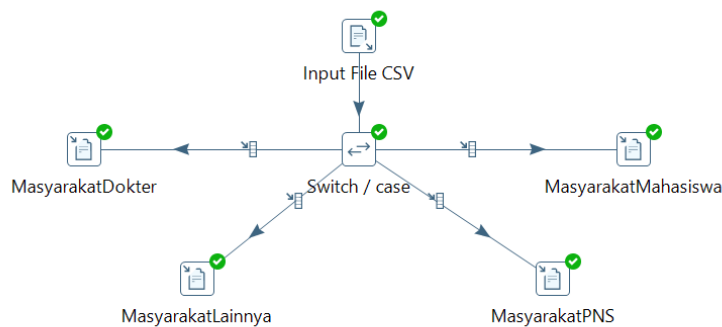 Input File CSV
MasyarakatDokter
Switch / case
MasyarakatMahasiswa
MasyarakatLainnya
MasyarakatPNS